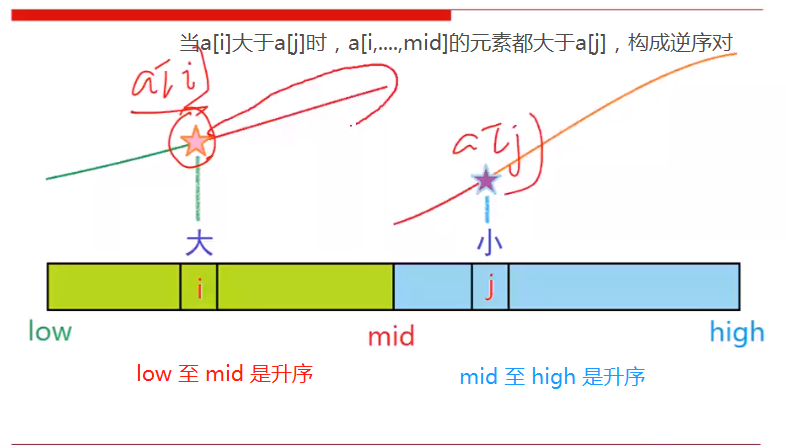 当a[i]大于a[j]时，a[i,....,mid]的元素都大于a[j]，构成逆序对
a[i]
a[j]
大
小
i
j
low
mid
high
low 至 mid 是升序
mid 至 high 是升序